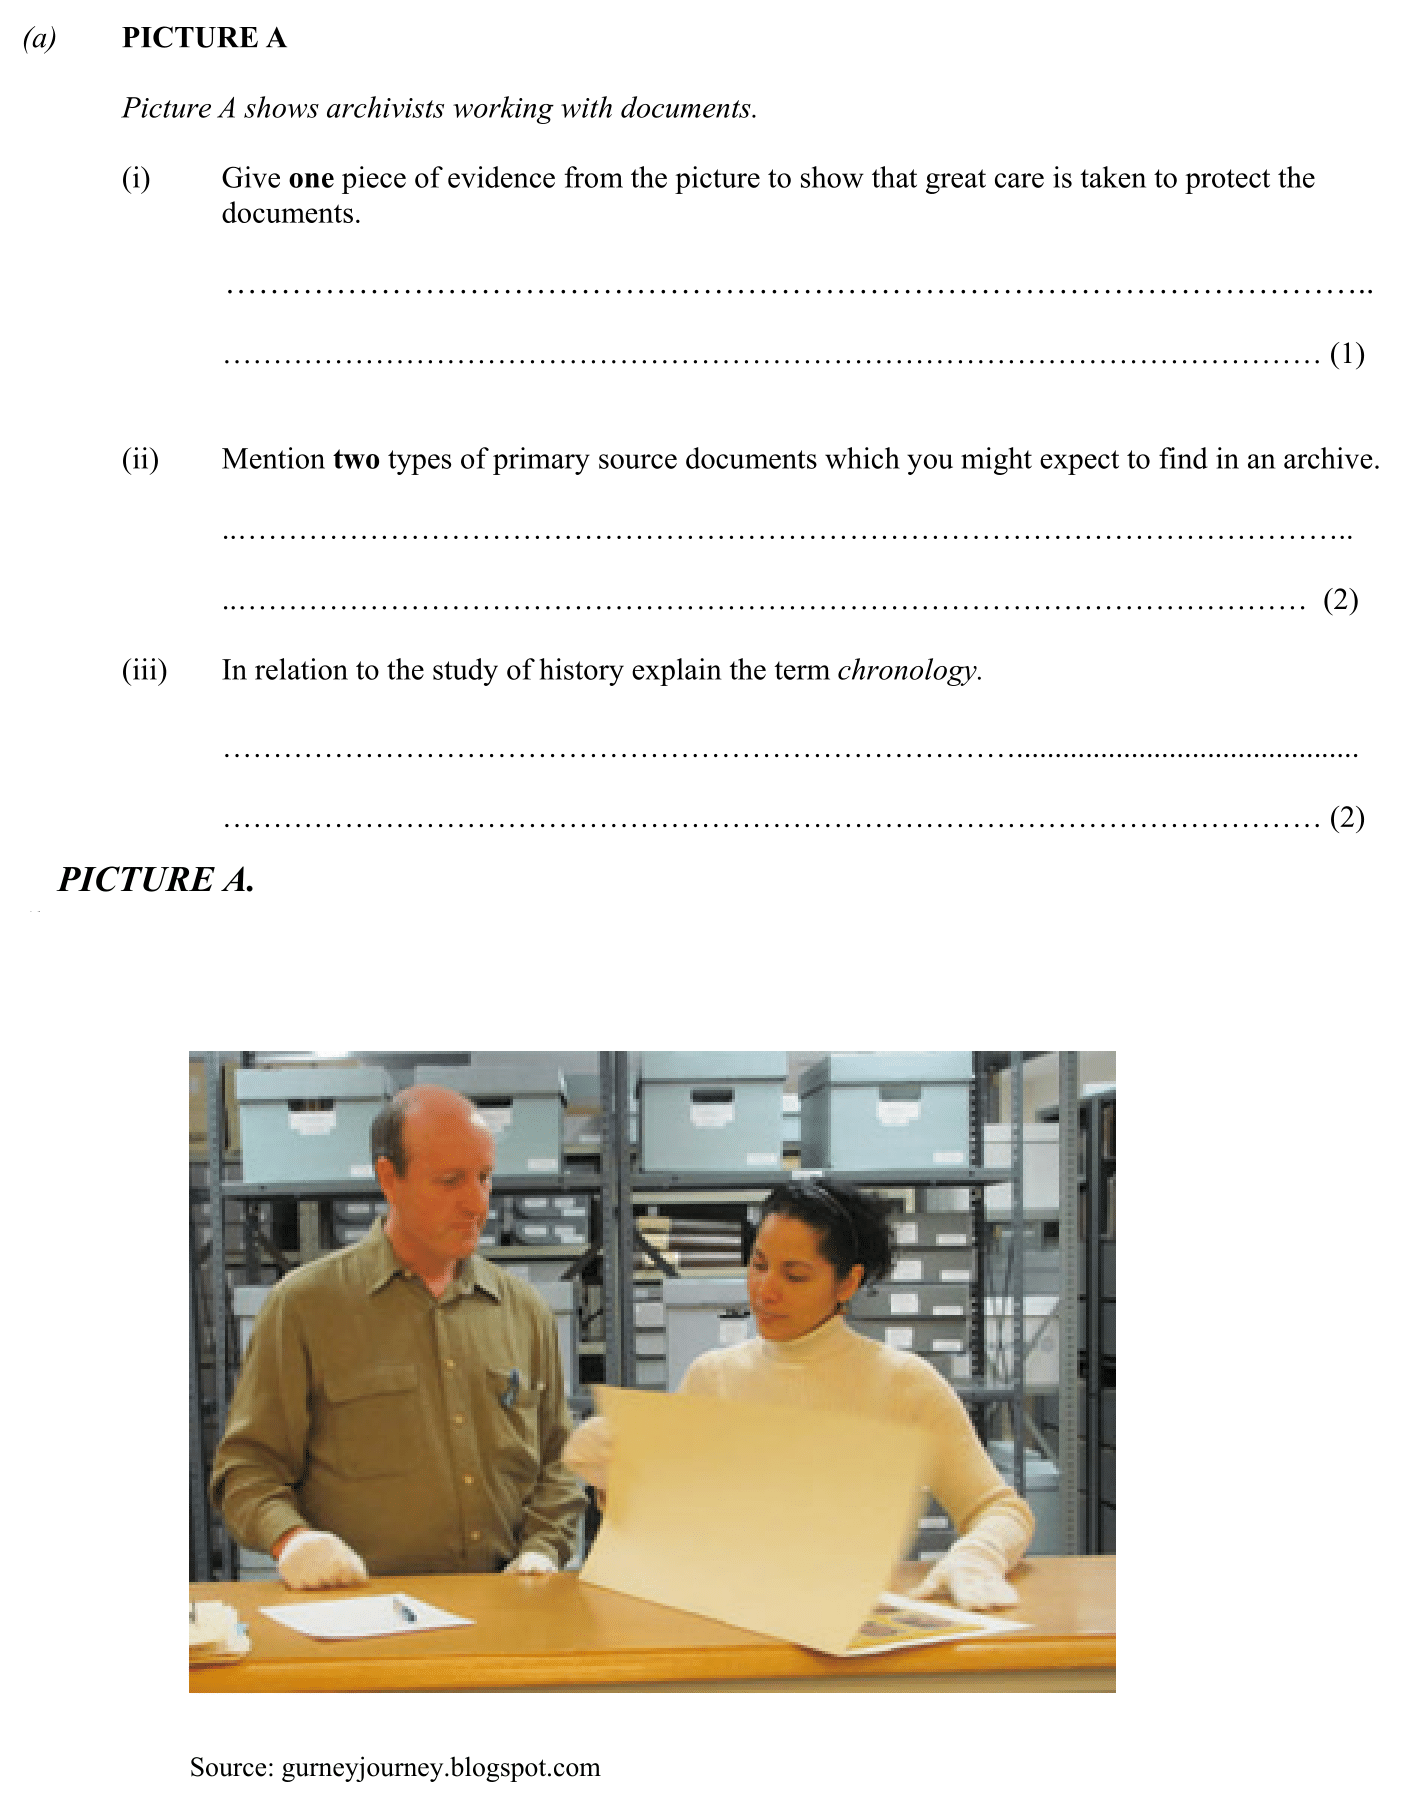 (a) PICTURE A
Picture A shows archivists working with documents.
(i) Give one piece of evidence from the picture to show that great care is taken to protect the
documents.
………………………………………………………………………………………………………..
…………………………………………………………………………………………………… (1)
(ii) Mention two types of primary source documents which you might expect to find in an archive.
..……………………………………………………………………………………………………..
..………………………………………………………………………………………………… (2)
(iii) In relation to the study of history explain the term chronology.
………………………………………………………………………..............................................
…………………………………………………………………………………………………… (2)
PICTURE A.
Source: gurneyjourney.blogspot.com